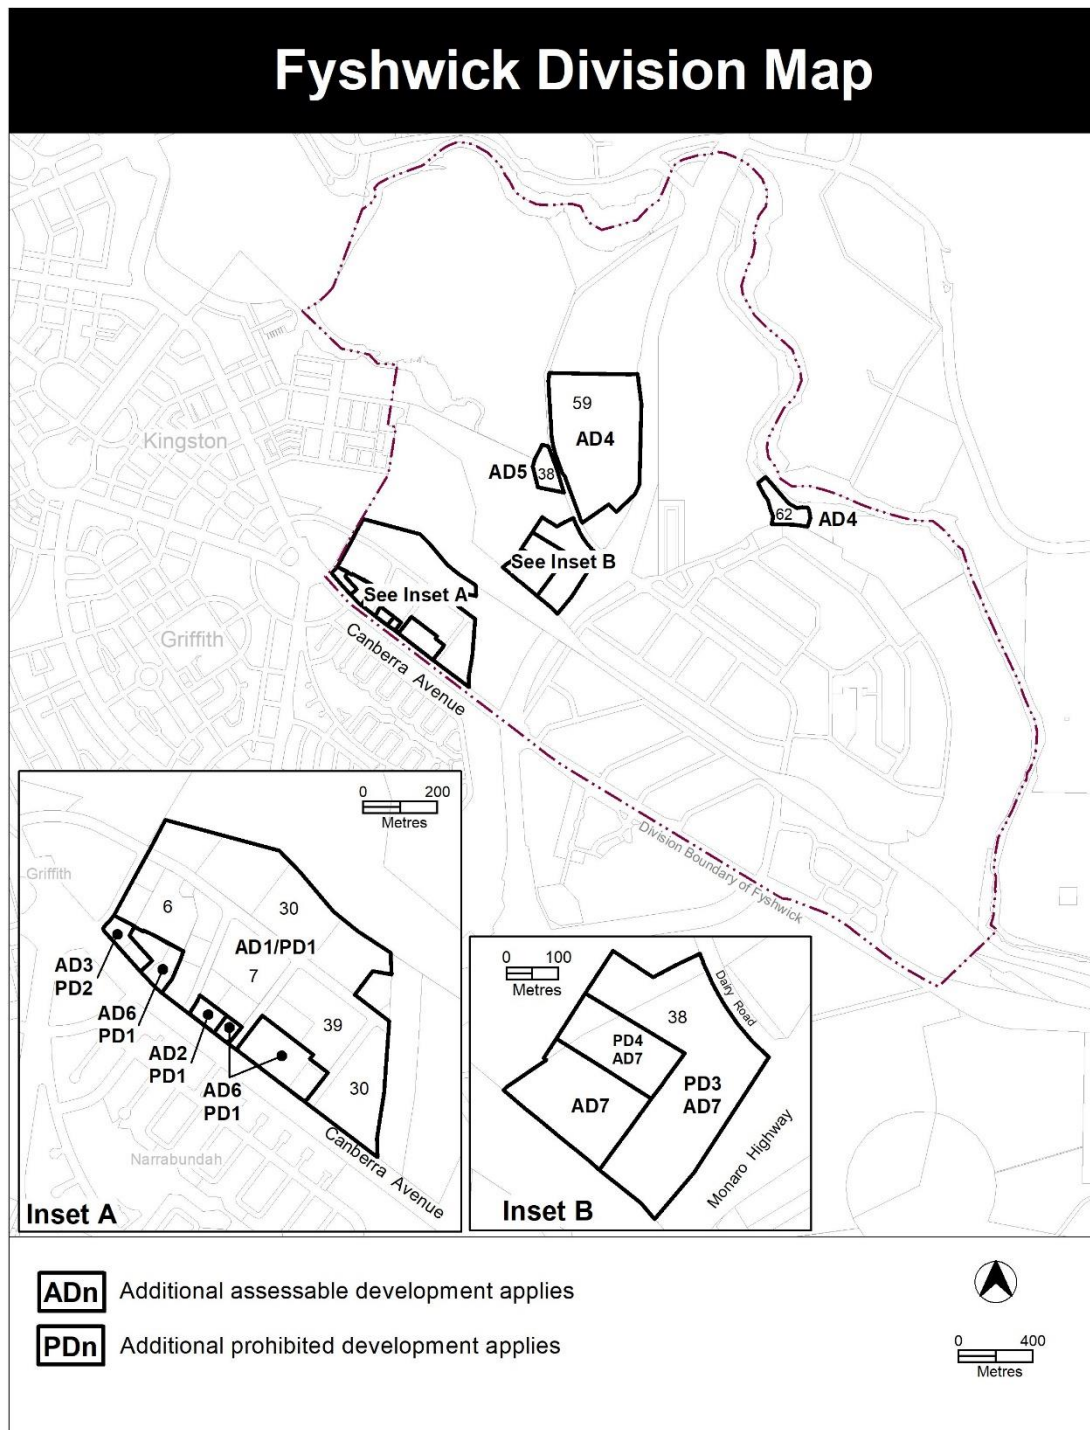 Fyshwick Division Map
Kingston
59
AD4
AD5
38
62
AD4
See Inset B
See Inset A
Griffith
Canberra Avenue
Division Boundary of Fyshwick
0 200
Metres
Griffith
6
30
AD1/PD1
AD3
PD2
7
AD6
PD1
39
AD2
PD1
30
AD6
PD1
Narrabundah
Canberra Avenue
Inset A
0 100
Metres
Dairy Road
38
PD4
AD7
PD3
AD7
AD7
Monaro Highway
Inset B
ADn Additional assessable development applies
PDn Additional prohibited development applies
0 400
Metres